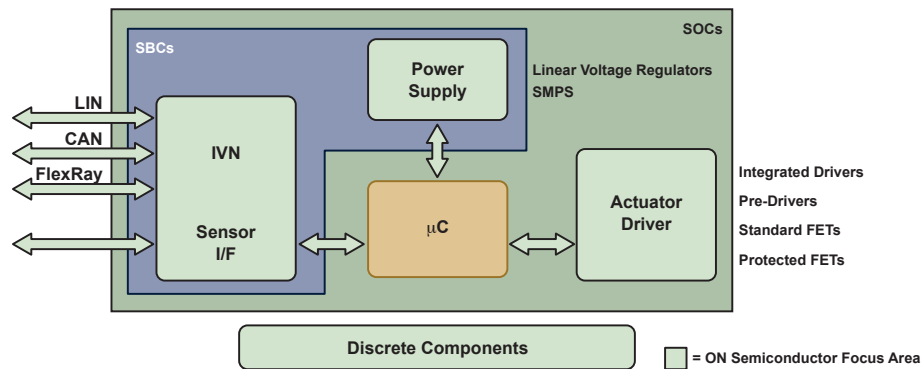 SBCs
SOCs
Power
Supply
Linear Voltage Regulators
SMPS
LIN
CAN
FlexRay
IVN
Sensor
I/F
μC
Actuator
Driver
Integrated Drivers
Pre-Drivers
Standard FETs
Protected FETs
Discrete Components
= ON Semiconductor Focus Area